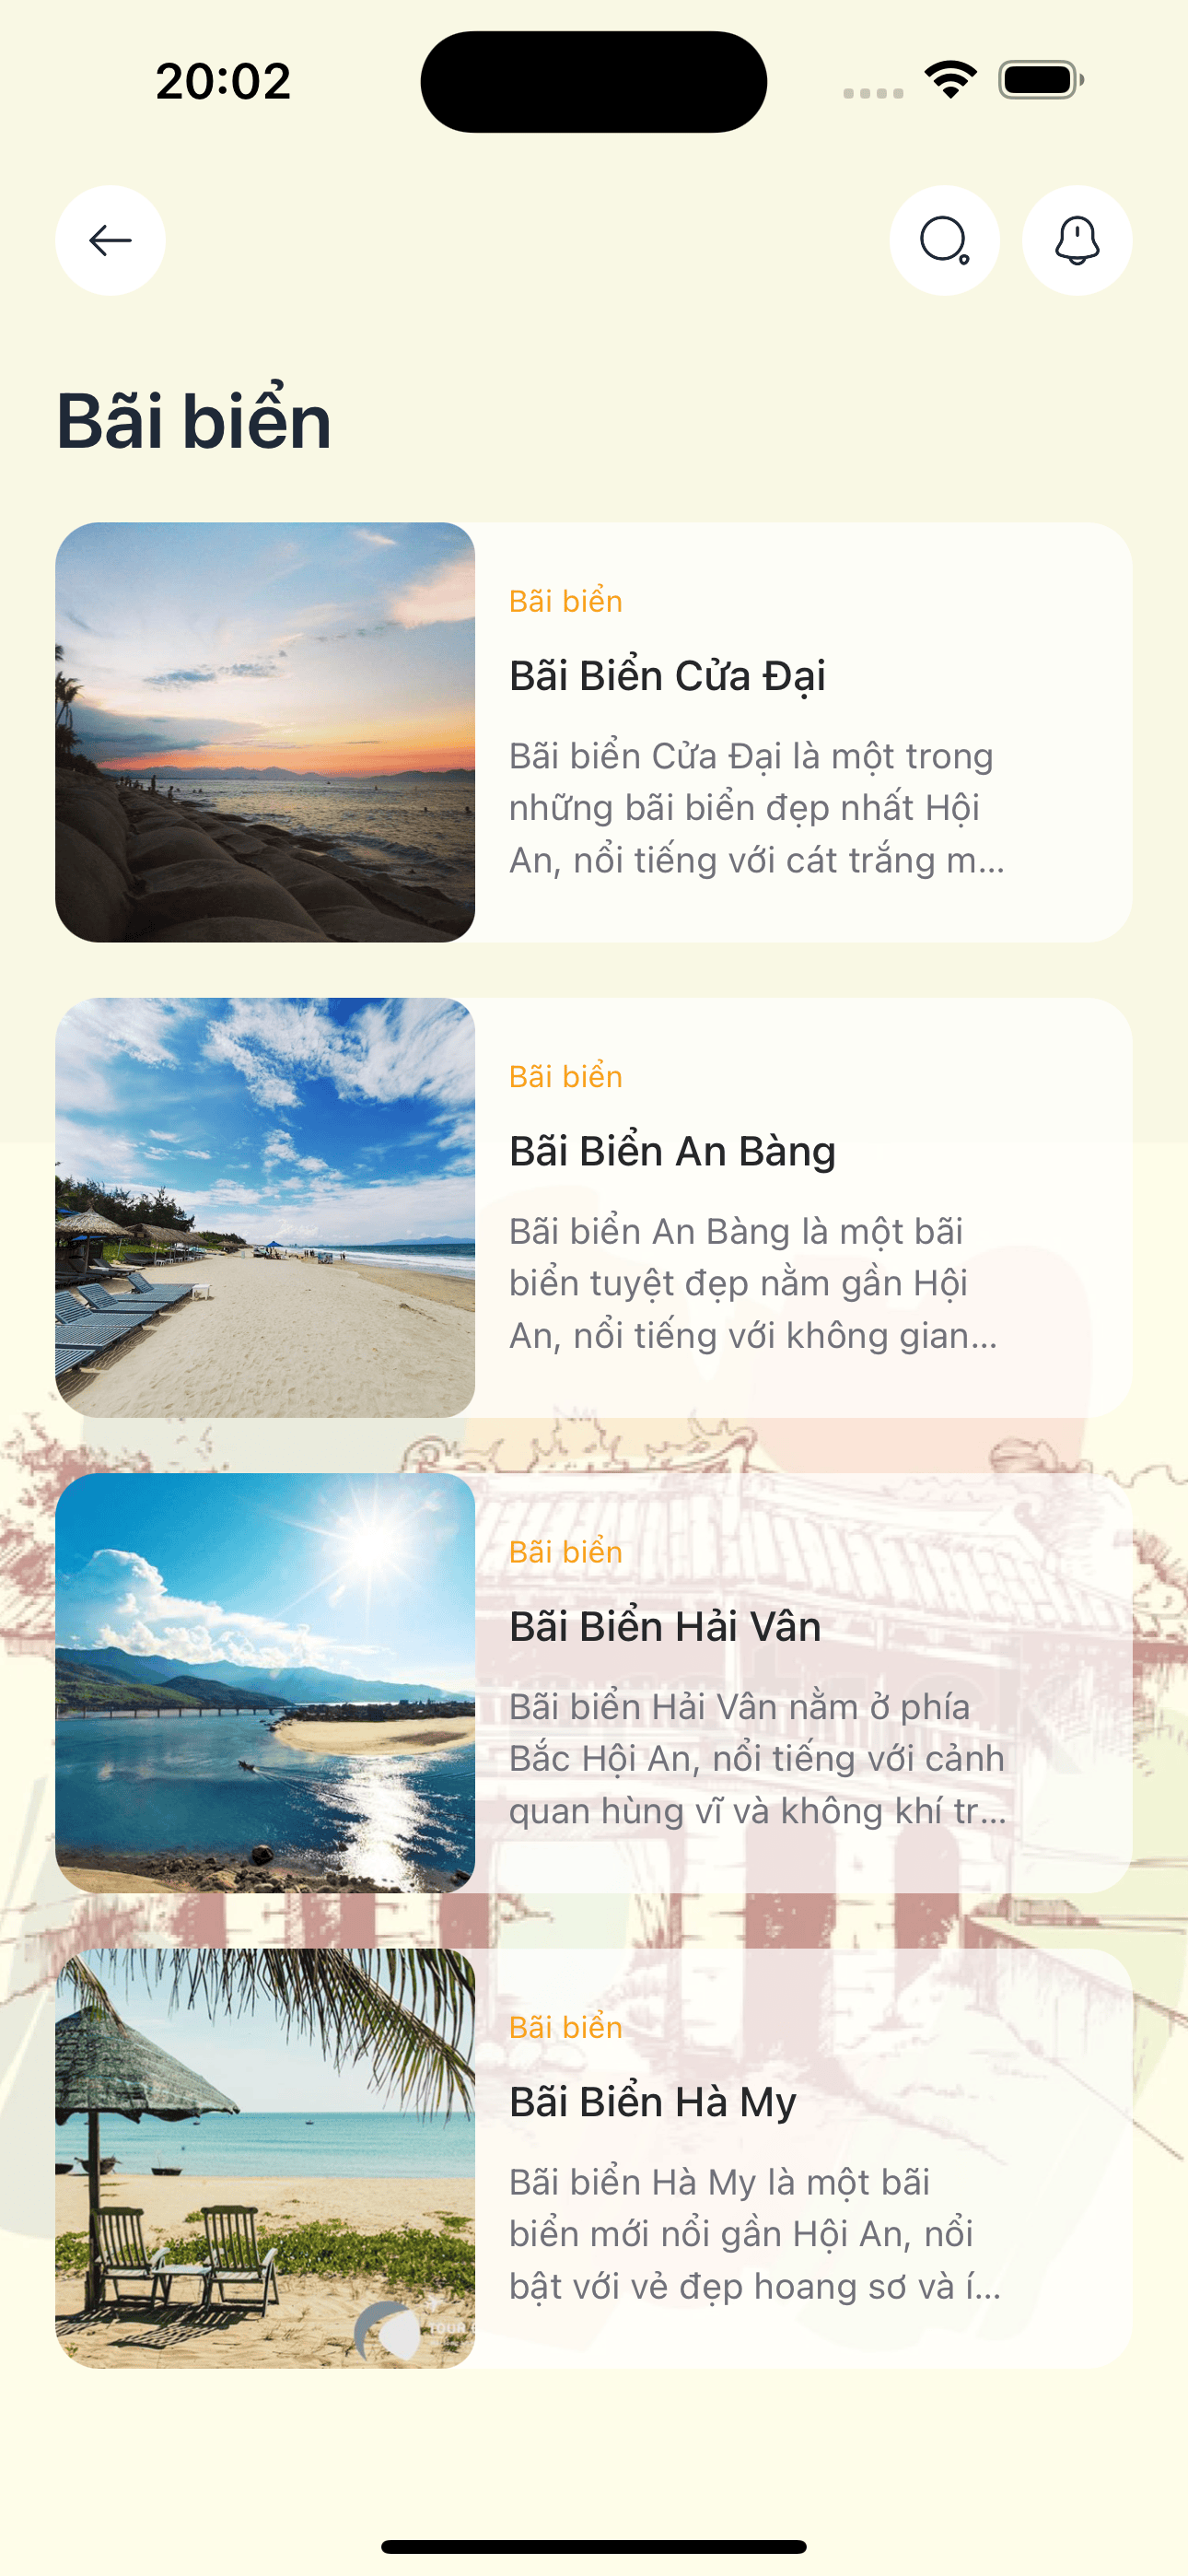 20:02
Bãi biển
Bãi biển
Bãi Biển Cửa Đại
Bãi biển Cửa Đại là một trong
những bãi biển đẹp nhất Hội
An, nổi tiếng với cát trắng m...
Bãi biển
Bãi Biển An Bàng
Bãi biển An Bàng là một bãi
biển tuyệt đẹp nằm gần Hội
An, nổi tiếng với không gian...
Bãi biển
Bãi Biển Hải Vân
Bãi biển Hải Vân nằm ở phía
Bắc Hội An, nổi tiếng với cảnh
quan hùng vĩ và không khí tr...
Bãi biển
Bãi Biển Hà My
Bãi biển Hà My là một bãi
biển mới nổi gần Hội An, nổi
bật với vẻ đẹp hoang sơ và í...
TOUR